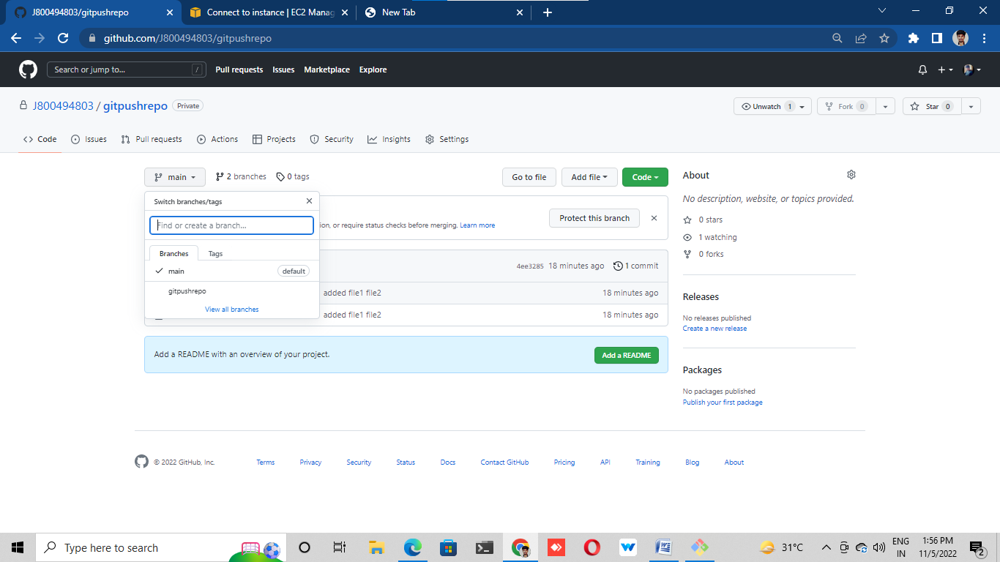 J800494803/gitpushrepo
Connect to instance | EC2 Manag
New Tab
github.com/J800494803/gitpushrepo
Search or jump to...
/
Pull requests
Issues
Marketplace
Explore
J800494803 / gitpushrepo
Private
Unwatch 1
Fork 0
Star 0
Code
Issues
Pull requests
Actions
Projects
Security
Insights
Settings
main
2 branches
0 tags
Go to file
Add file
Code
Switch branches/tags
Find or create a branch...
Branches
Tags
main
default
gitpushrepo
View all branches
ion, or require status checks before merging. Learn more
Protect this branch
4ee3285 18 minutes ago
1 commit
added file1 file2
18 minutes ago
added file1 file2
18 minutes ago
Add a README with an overview of your project.
Add a README
About
No description, website, or topics provided.
0 stars
1 watching
0 forks
Releases
No releases published
Create a new release
Packages
No packages published
Publish your first package
© 2022 GitHub, Inc.
Terms
Privacy
Security
Status
Docs
Contact GitHub
Pricing
API
Training
Blog
About
Type here to search
31°C
ENG
IN
1:56 PM
11/5/2022
2